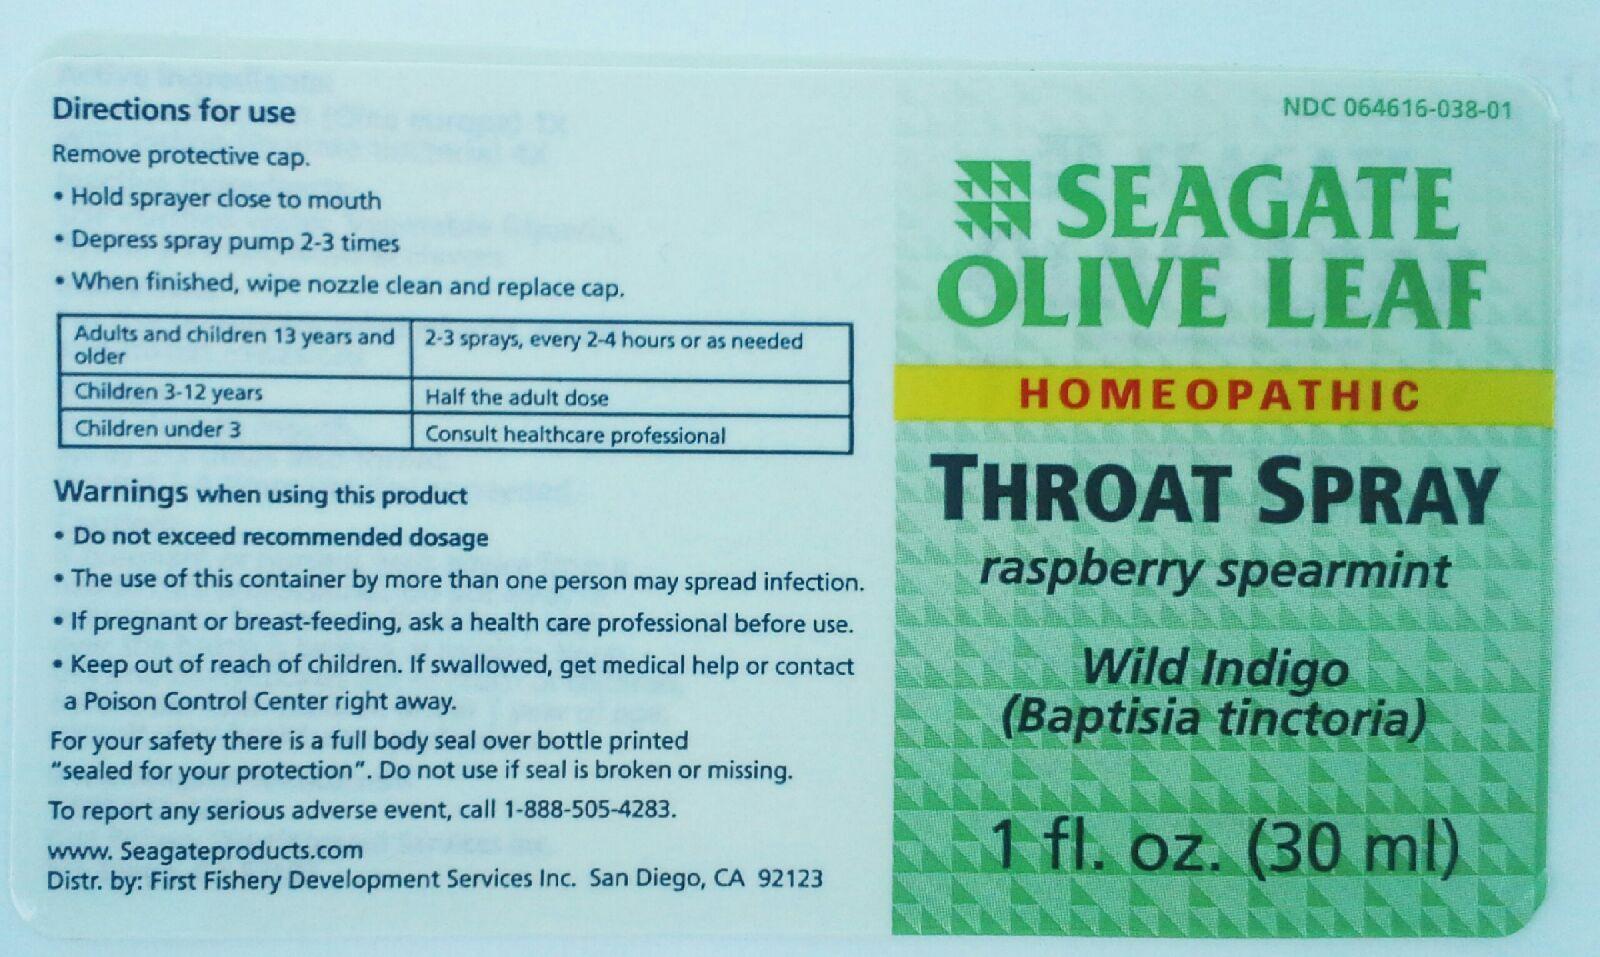 Directions for use
Remove protective cap.
• Hold sprayer close to mouth
• Depress spray pump 2-3 times
• When finished, wipe nozzle clean and replace cap.
Adults and children 13 years and
older
2-3 sprays, every 2-4 hours or as needed
Children 3-12 years
Half the adult dose
Children under 3
Consult healthcare professional
Warnings when using this product
• Do not exceed recommended dosage
• The use of this container by more than one person may spread infection.
• If pregnant or breast-feeding, ask a health care professional before use.
• Keep out of reach of children. If swallowed, get medical help or contact
a Poison Control Center right away.
For your safety there is a full body seal over bottle printed
"sealed for your protection". Do not use if seal is broken or missing.
To report any serious adverse event, call 1-888-505-4283.
www. Seagateproducts.com
Distr. by: First Fishery Development Services Inc. San Diego, CA 92123
NDC 064616-038-01
SEAGATE
OLIVE LEAF
HOMEOPATHIC
THROAT SPRAY
raspberry spearmint
Wild Indigo
(Baptisia tinctoria)
1 fl. oz. (30 ml)